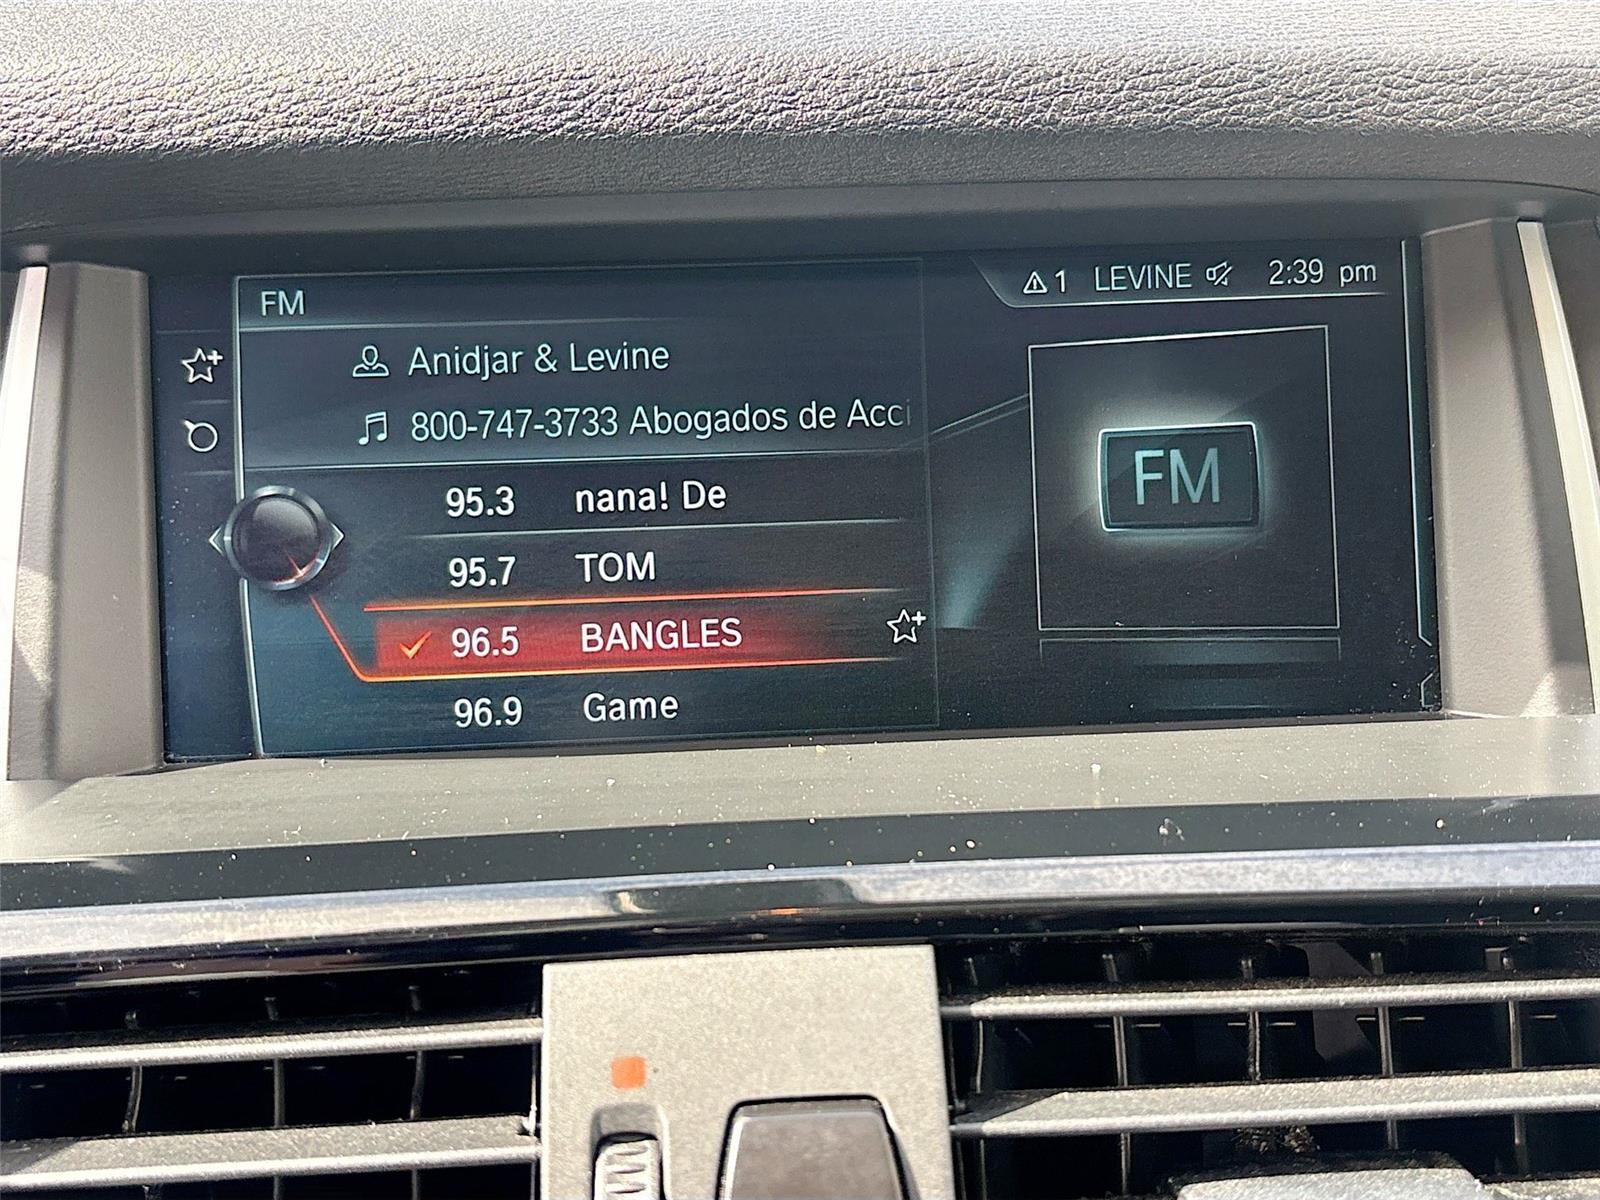 FM
1 LEVINE 2:39 pm
Anidjar & Levine
800-747-3733 Abogados de Acci
95.3 nana! De
95.7 TOM
96.5 BANGLES
96.9 Game
FM